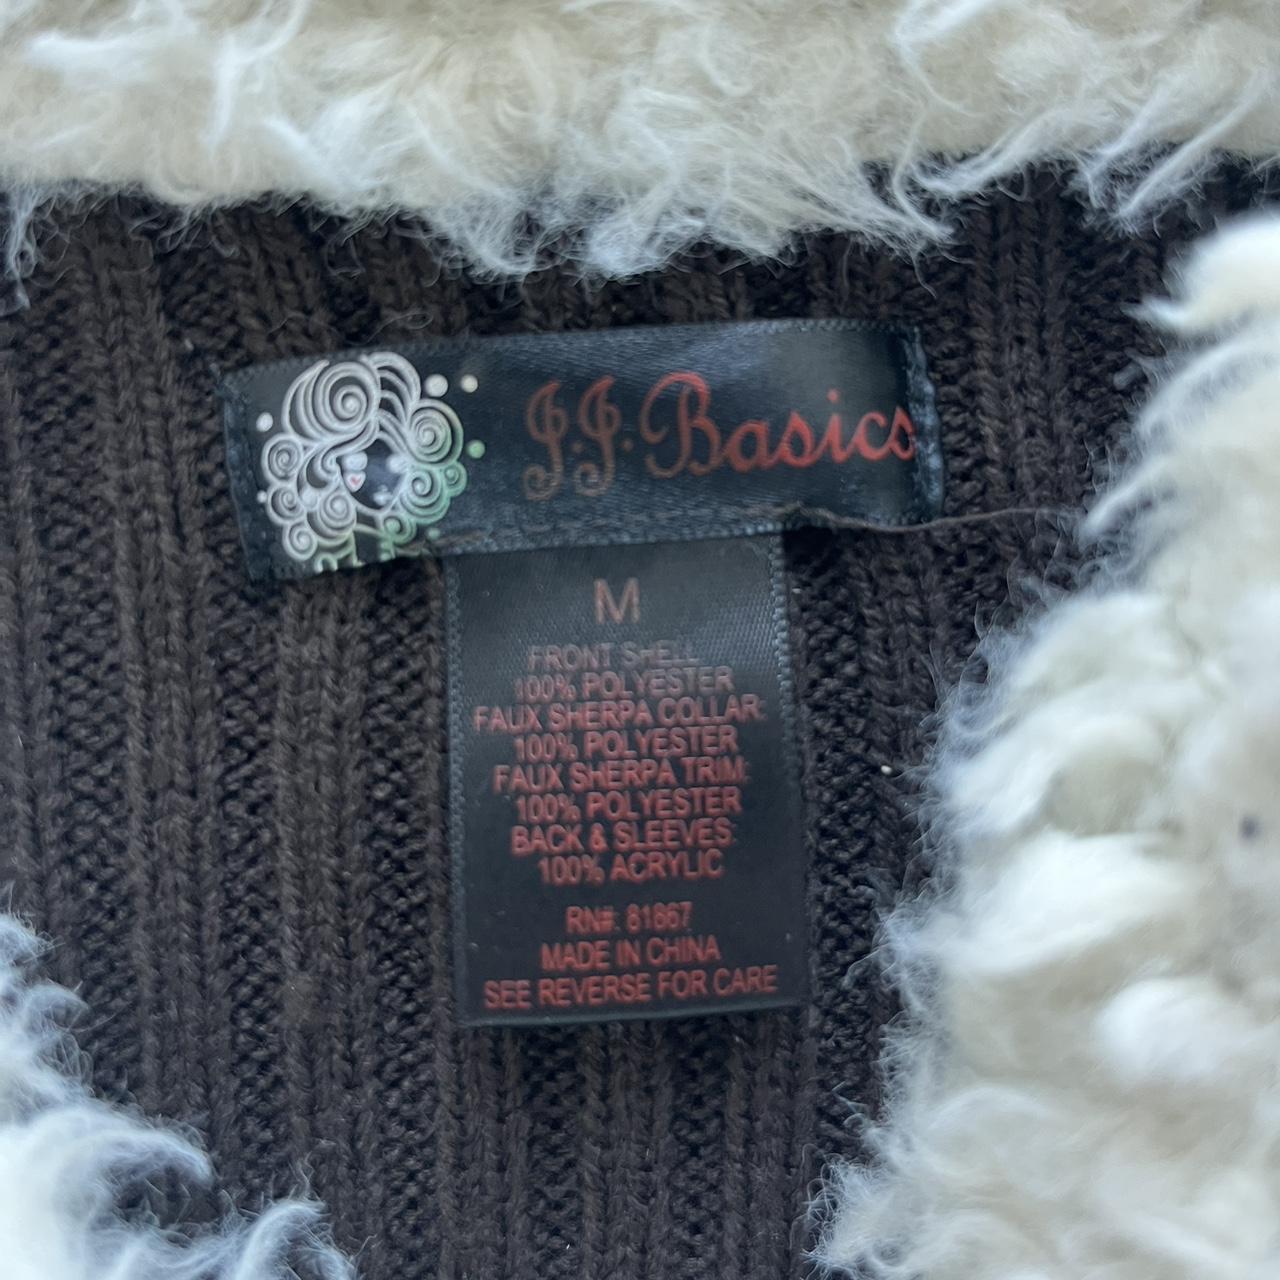 J.J. Basics
M
FRONT SHELL
100% POLYESTER
FAUX SHERPA COLLAR:
100% POLYESTER
FAUX SHERPA TRIM:
100% POLYESTER
BACK & SLEEVES:
100% ACRYLIC
RN#: 81867
MADE IN CHINA
SEE REVERSE FOR CARE